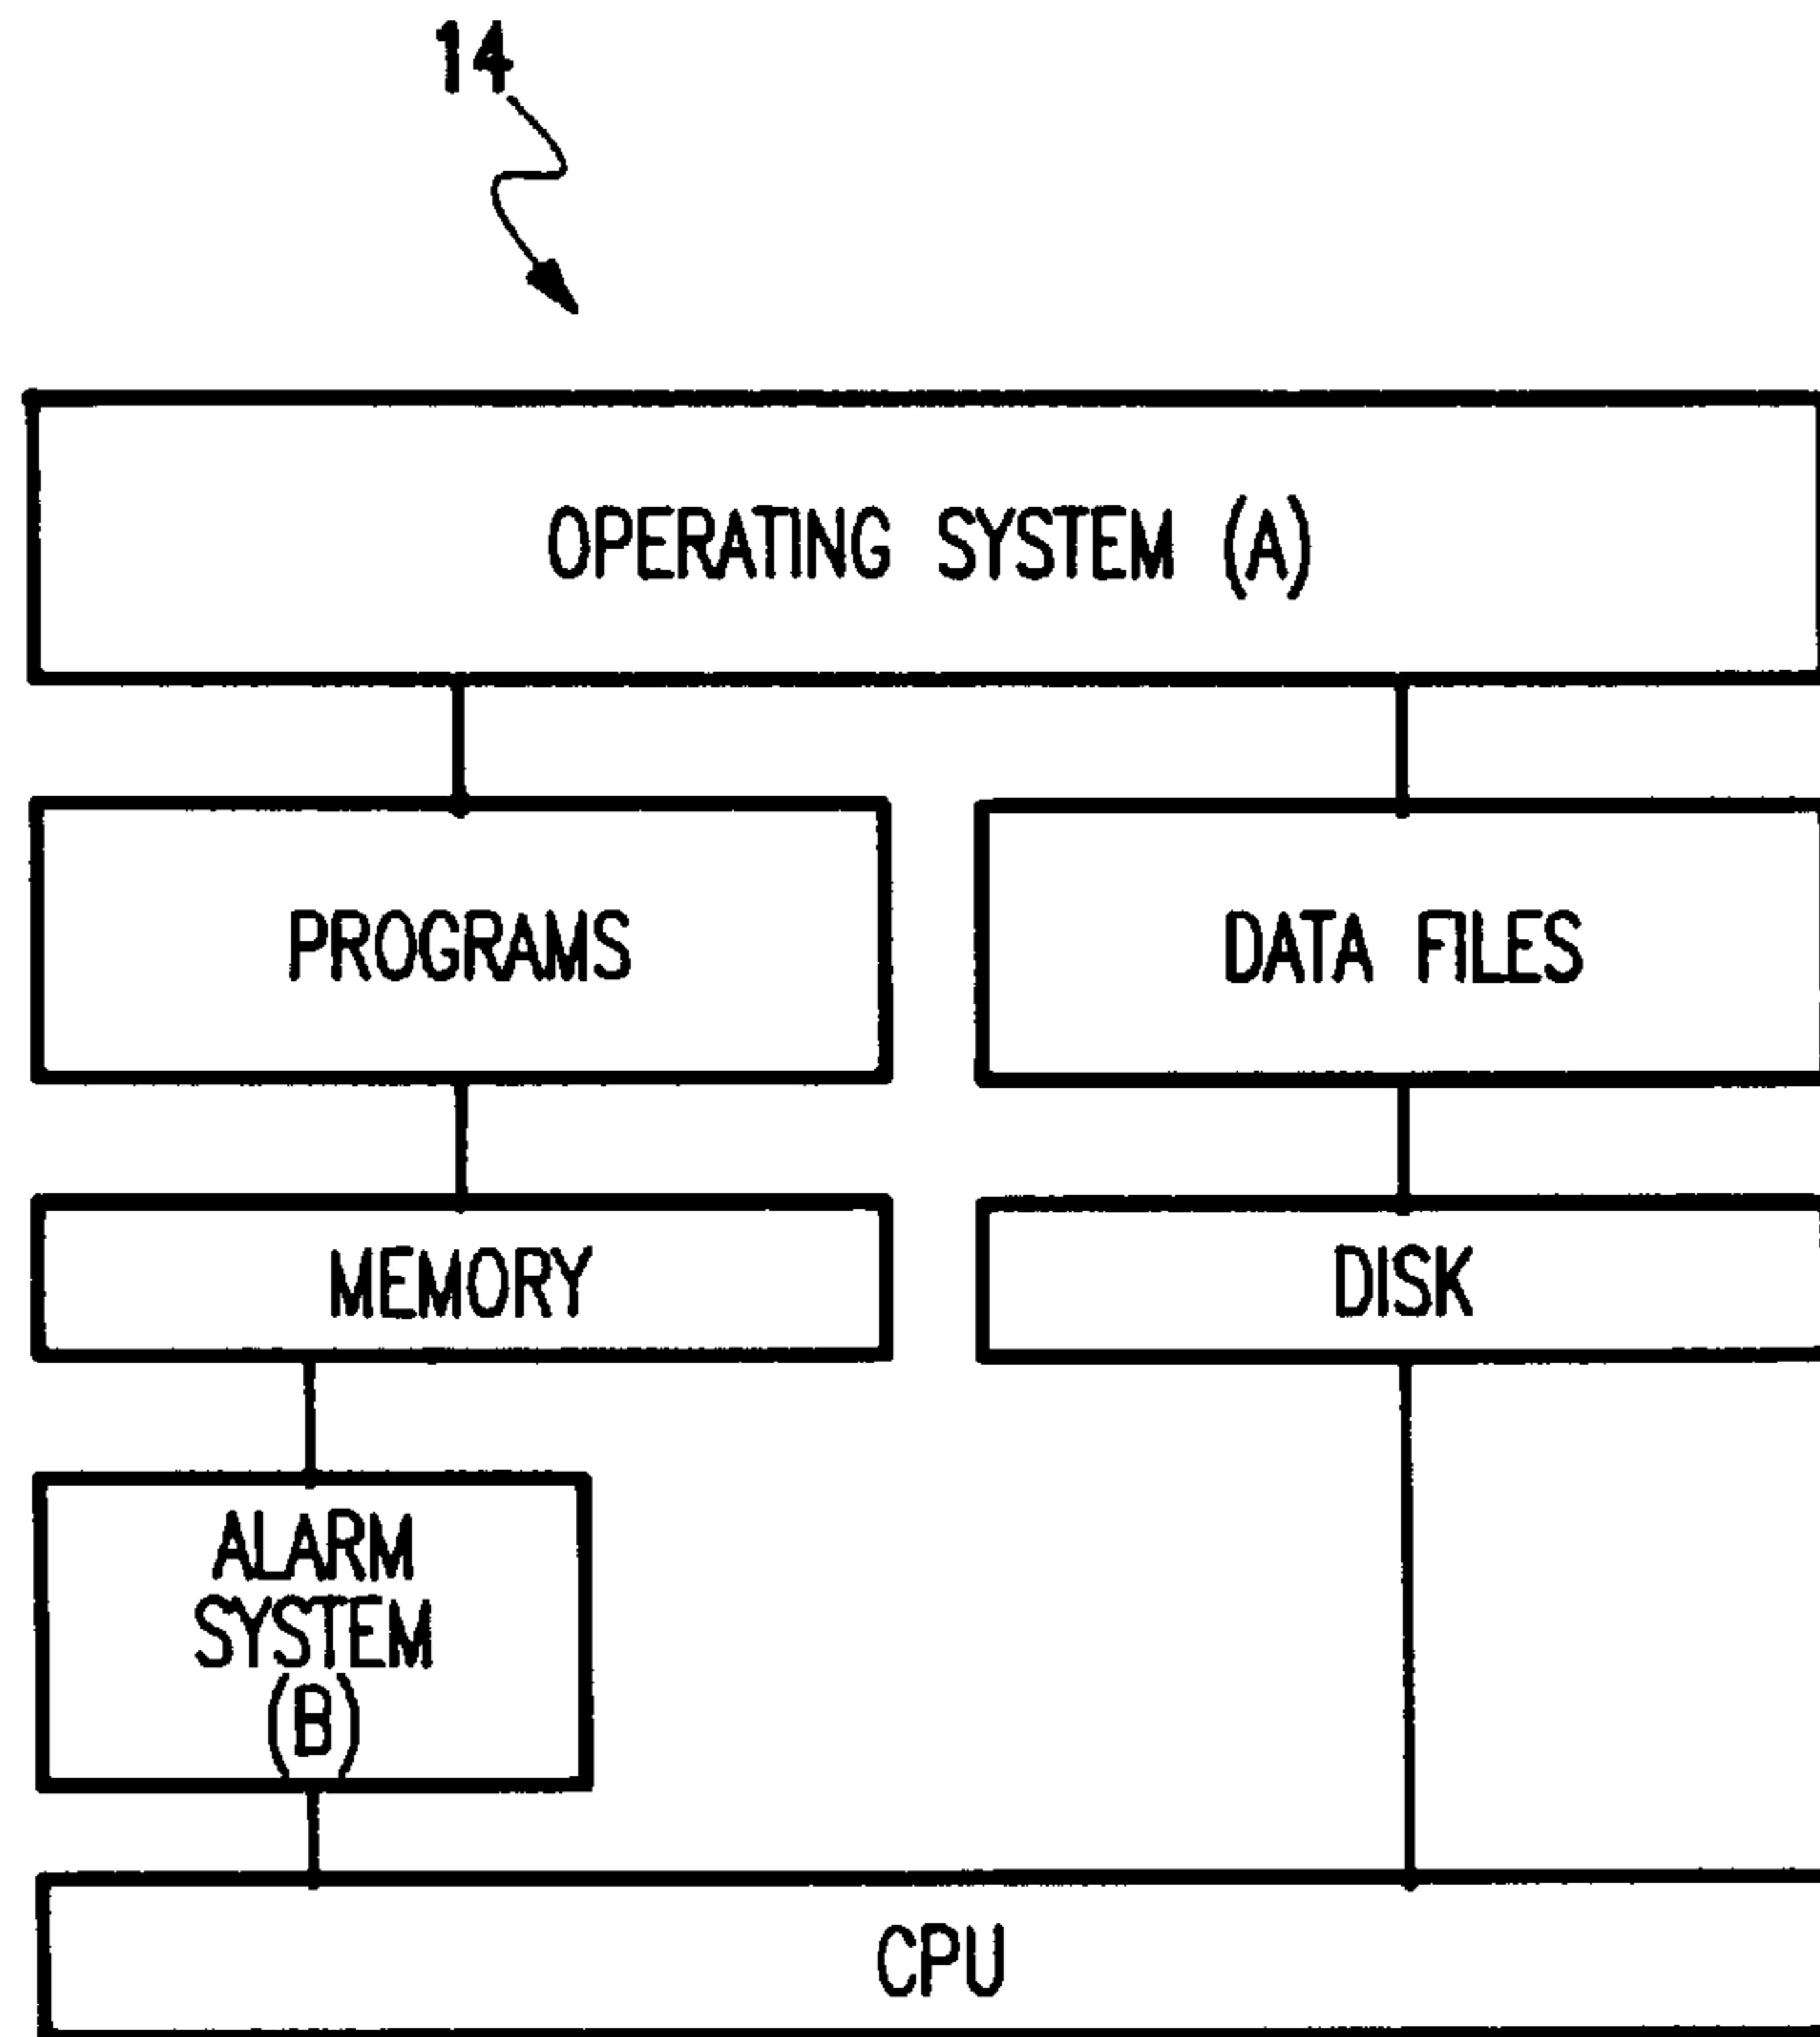 14
OPERATING SYSTEM (A)
PROGRAMS
DATA FILES
MEMORY
DISK
ALARM
SYSTEM
(B)
CPU